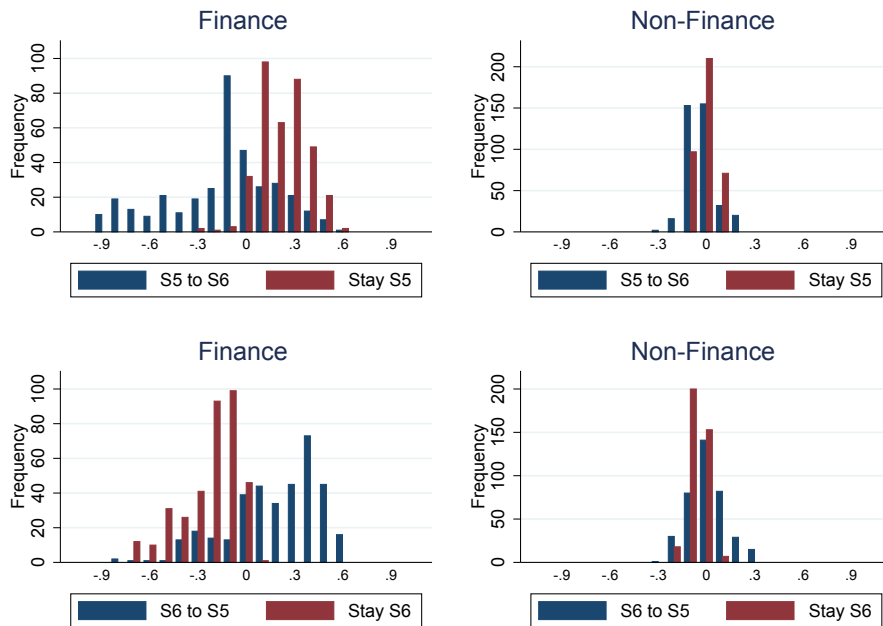 Finance
Frequency
0 20 40 60 80 100
-.9 -.6 -.3 0 .3 .6 .9
S5 to S6 Stay S5
Non-Finance
Frequency
0 50 100 150 200
-.9 -.6 -.3 0 .3 .6 .9
S5 to S6 Stay S5
Finance
Frequency
0 20 40 60 80 100
-.9 -.6 -.3 0 .3 .6 .9
S6 to S5 Stay S6
Non-Finance
Frequency
0 50 100 150 200
-.9 -.6 -.3 0 .3 .6 .9
S6 to S5 Stay S6